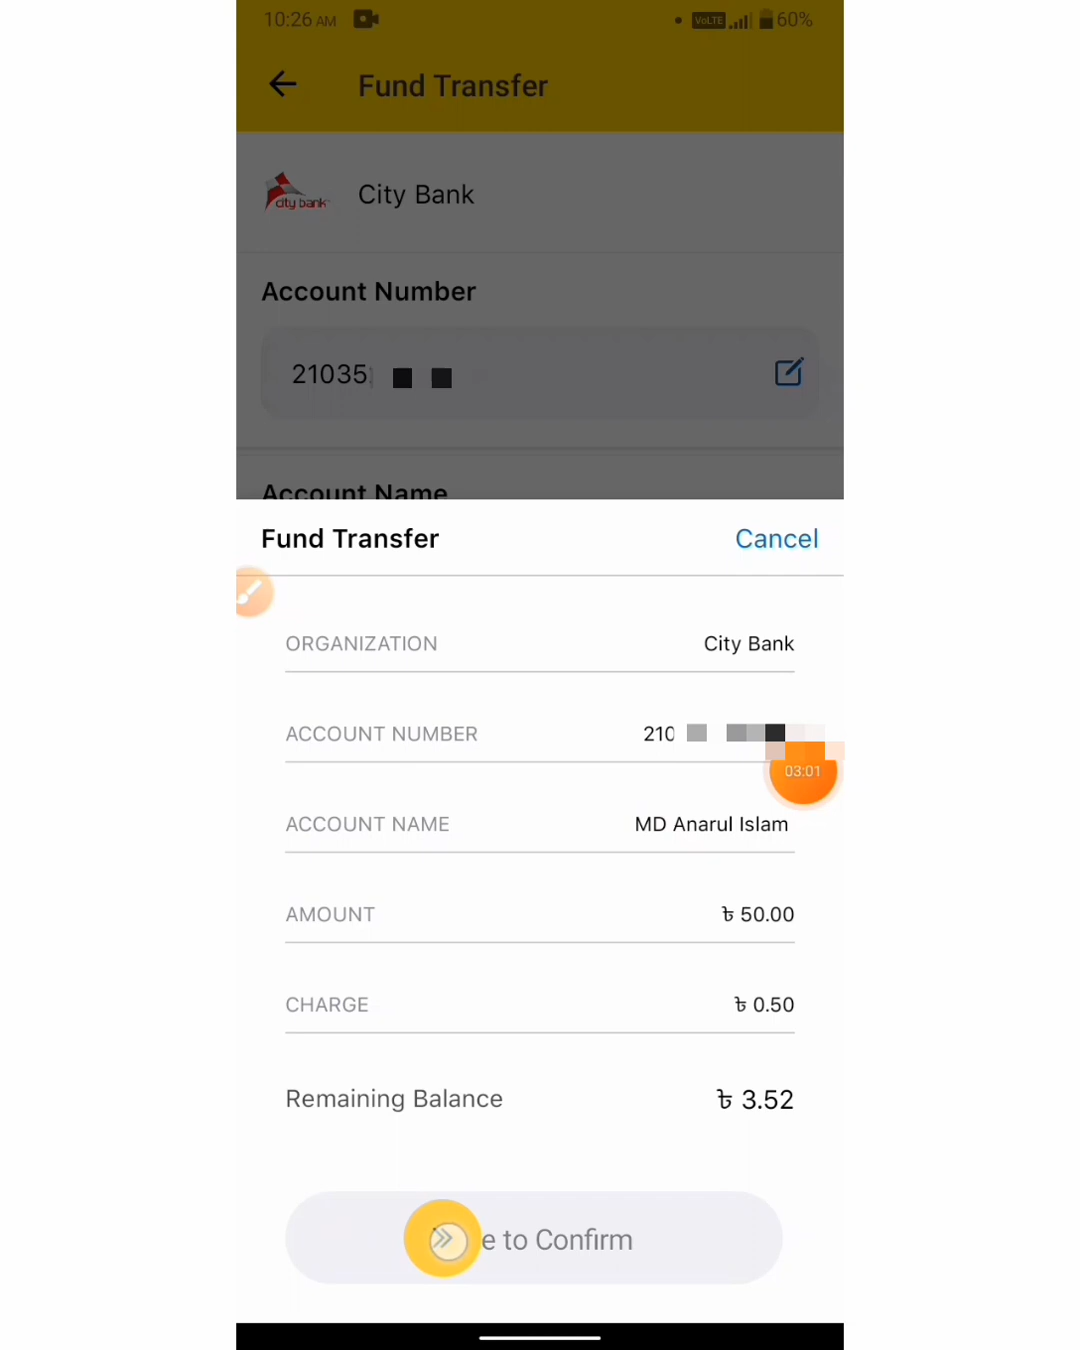 10:26 AM VoLTE 60%
Fund Transfer
city bank City Bank
Account Number
21035
Account Name
Fund Transfer Cancel
ORGANIZATION City Bank
ACCOUNT NUMBER 210
03:01
ACCOUNT NAME MD Anarul Islam
AMOUNT ৳ 50.00
CHARGE ৳ 0.50
Remaining Balance ৳ 3.52
e to Confirm